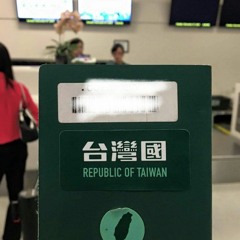 台灣國
REPUBLIC OF TAIWAN